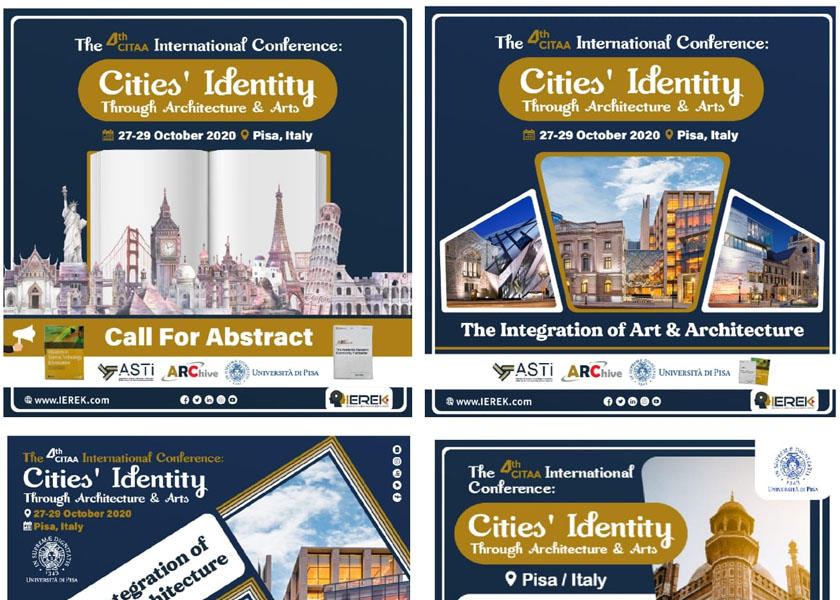 The 4th CITAA International Conference:
Cities' Identity
Through Architecture & Arts
27-29 October 2020 Pisa, Italy
Call For Abstract
ASTI
ARChive
UNIVERSITÀ DI PISA
www.IEREK.com
IEREK
The 4th CITAA International Conference:
Cities' Identity
Through Architecture & Arts
27-29 October 2020 Pisa, Italy
The Integration of Art & Architecture
ASTI
ARChive
UNIVERSITÀ DI PISA
www.IEREK.com
IEREK
The 4th CITAA International Conference:
Cities' Identity
Through Architecture & Arts
27-29 October 2020
Pisa, Italy
UNIVERSITÀ DI PISA
tegration of
hitecture
The 4th CITAA International
Conference:
Cities' Identity
Through Architecture & Arts
Pisa / Italy
UNIVERSITÀ DI PISA